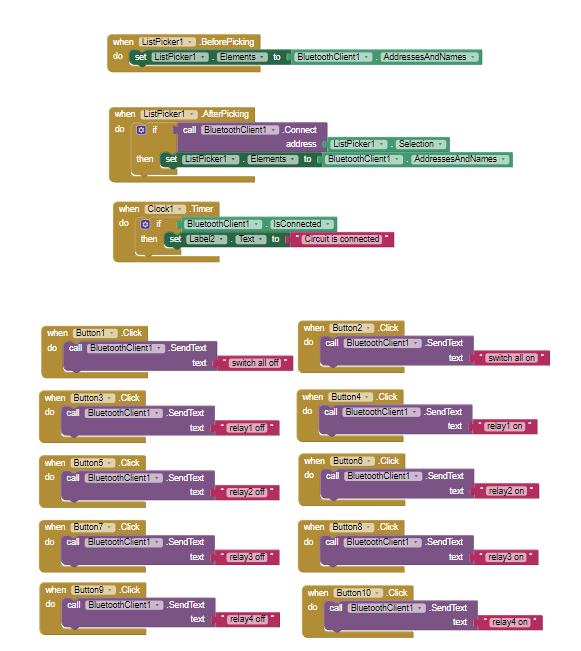 when ListPicker1 .BeforePicking
do set ListPicker1 . Elements to BluetoothClient1 . AddressesAndNames
when ListPicker1 .AfterPicking
do if call BluetoothClient1 .Connect
address ListPicker1 . Selection
then set ListPicker1 . Elements to BluetoothClient1 . AddressesAndNames
when Clock1 .Timer
do if BluetoothClient1 . IsConnected
then set Label2 . Text to " Circuit is connected "
when Button1 .Click
do call BluetoothClient1 .SendText
text " switch all off "
when Button2 .Click
do call BluetoothClient1 .SendText
text " switch all on "
when Button3 .Click
do call BluetoothClient1 .SendText
text " relay1 off "
when Button4 .Click
do call BluetoothClient1 .SendText
text " relay1 on "
when Button5 .Click
do call BluetoothClient1 .SendText
text " relay2 off "
when Button6 .Click
do call BluetoothClient1 .SendText
text " relay2 on "
when Button7 .Click
do call BluetoothClient1 .SendText
text " relay3 off "
when Button8 .Click
do call BluetoothClient1 .SendText
text " relay3 on "
when Button9 .Click
do call BluetoothClient1 .SendText
text " relay4 off "
when Button10 .Click
do call BluetoothClient1 .SendText
text " relay4 on "